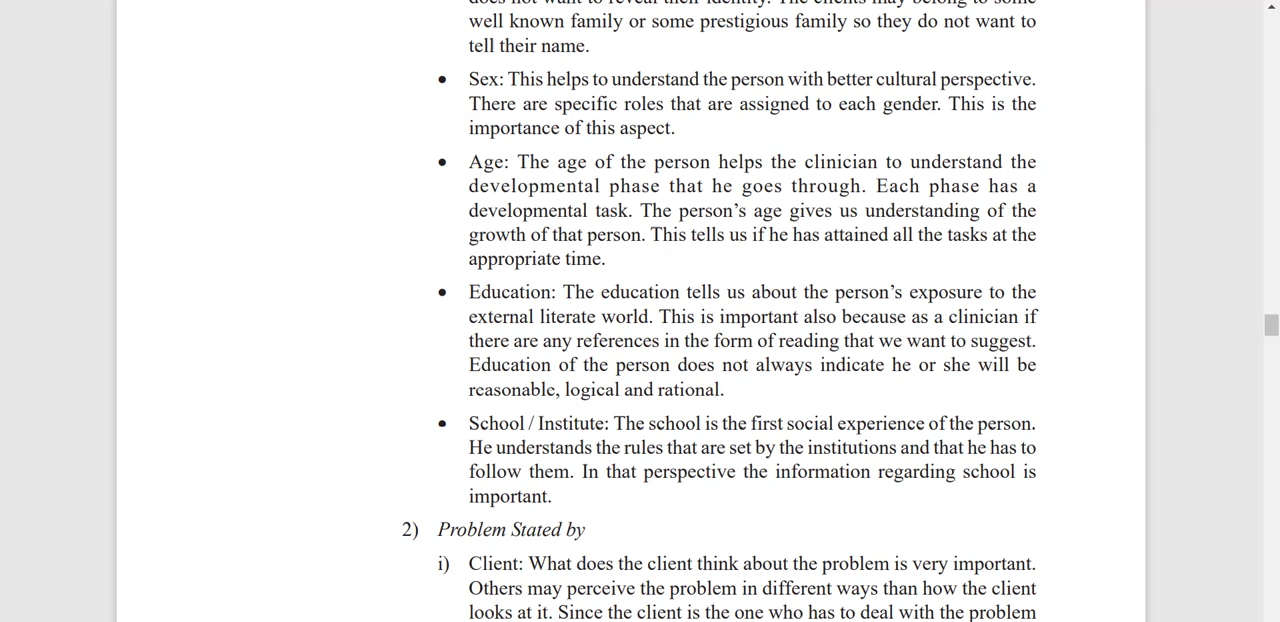 well known family or some prestigious family so they do not want to
tell their name.
• Sex: This helps to understand the person with better cultural perspective.
There are specific roles that are assigned to each gender. This is the
importance of this aspect.
• Age: The age of the person helps the clinician to understand the
developmental phase that he goes through. Each phase has a
developmental task. The person’s age gives us understanding of the
growth of that person. This tells us if he has attained all the tasks at the
appropriate time.
• Education: The education tells us about the person’s exposure to the
external literate world. This is important also because as a clinician if
there are any references in the form of reading that we want to suggest.
Education of the person does not always indicate he or she will be
reasonable, logical and rational.
• School / Institute: The school is the first social experience of the person.
He understands the rules that are set by the institutions and that he has to
follow them. In that perspective the information regarding school is
important.
2) Problem Stated by
i) Client: What does the client think about the problem is very important.
Others may perceive the problem in different ways than how the client
looks at it. Since the client is the one who has to deal with the problem